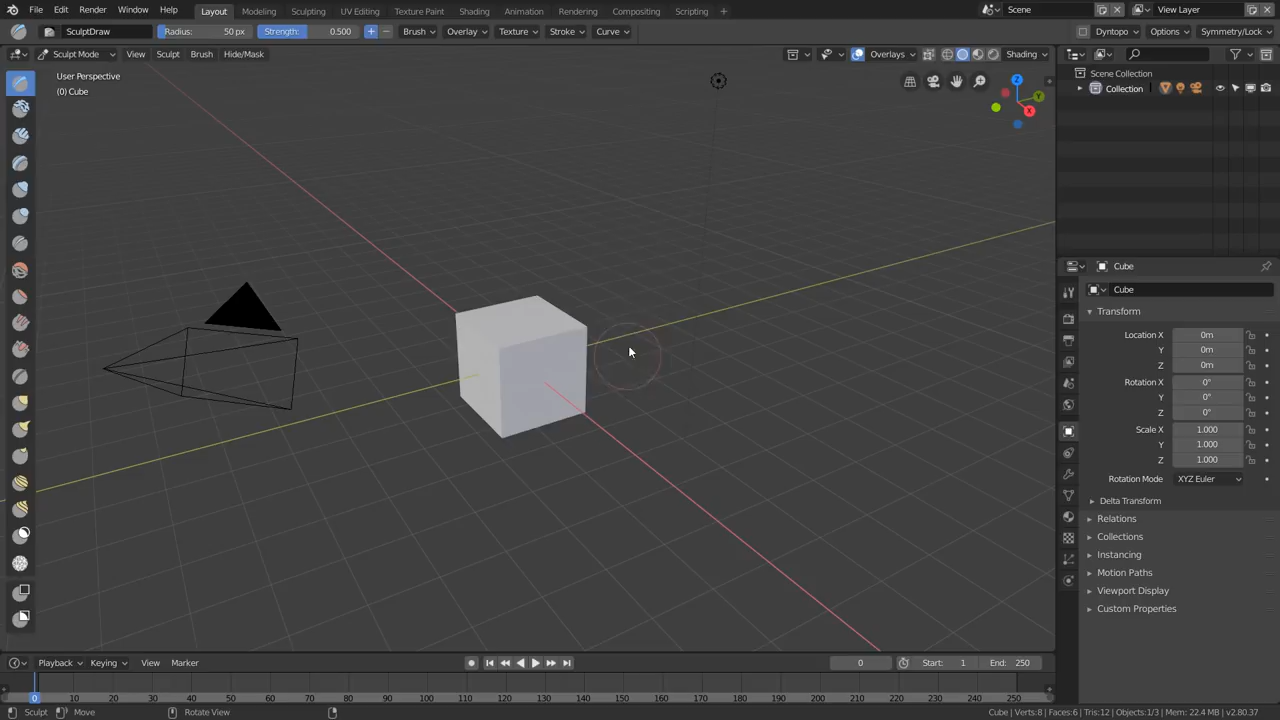 File Edit Render Window Help Layout Modeling Sculpting UV Editing Texture Paint Shading Animation Rendering Compositing Scripting + Scene View Layer
SculptDraw Radius: 50 px Strength: 0.500 Brush Overlay Texture Stroke Curve Dyntopo Options Symmetry/Lock
Sculpt Mode View Sculpt Brush Hide/Mask Overlays Shading
User Perspective
(0) Cube
Z
Y
X
Scene Collection
Collection
Cube
Cube
Transform
Location X 0m
Y 0m
Z 0m
Rotation X 0°
Y 0°
Z 0°
Scale X 1.000
Y 1.000
Z 1.000
Rotation Mode XYZ Euler
Delta Transform
Relations
Collections
Instancing
Motion Paths
Viewport Display
Custom Properties
Playback Keying View Marker 0 Start: 1 End: 250
0 10 20 30 40 50 60 70 80 90 100 110 120 130 140 150 160 170 180 190 200 210 220 230 240 250
Sculpt Move Rotate View Cube | Verts:8 | Faces:6 | Tris:12 | Objects:1/3 | Mem: 22.4 MB | v2.80.37